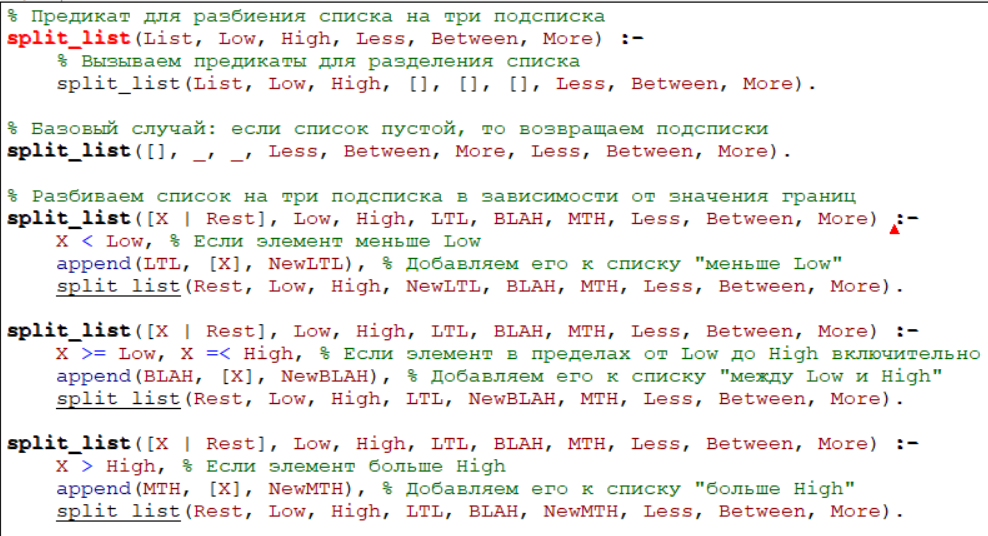 % Предикат для разбиения списка на три подсписка
split_list(List, Low, High, Less, Between, More) :-
% Вызываем предикаты для разделения списка
split_list(List, Low, High, [], [], [], Less, Between, More).
% Базовый случай: если список пустой, то возвращаем подсписки
split_list([], _, _, Less, Between, More, Less, Between, More).
% Разбиваем список на три подсписка в зависимости от значения границ
split_list([X | Rest], Low, High, LTL, BLAH, MTH, Less, Between, More) :-
X < Low, % Если элемент меньше Low
append(LTL, [X], NewLTL), % Добавляем его к списку "меньше Low"
split_list(Rest, Low, High, NewLTL, BLAH, MTH, Less, Between, More).
split_list([X | Rest], Low, High, LTL, BLAH, MTH, Less, Between, More) :-
X >= Low, X =< High, % Если элемент в пределах от Low до High включительно
append(BLAH, [X], NewBLAH), % Добавляем его к списку "между Low и High"
split_list(Rest, Low, High, LTL, NewBLAH, MTH, Less, Between, More).
split_list([X | Rest], Low, High, LTL, BLAH, MTH, Less, Between, More) :-
X > High, % Если элемент больше High
append(MTH, [X], NewMTH), % Добавляем его к списку "больше High"
split_list(Rest, Low, High, LTL, BLAH, NewMTH, Less, Between, More).